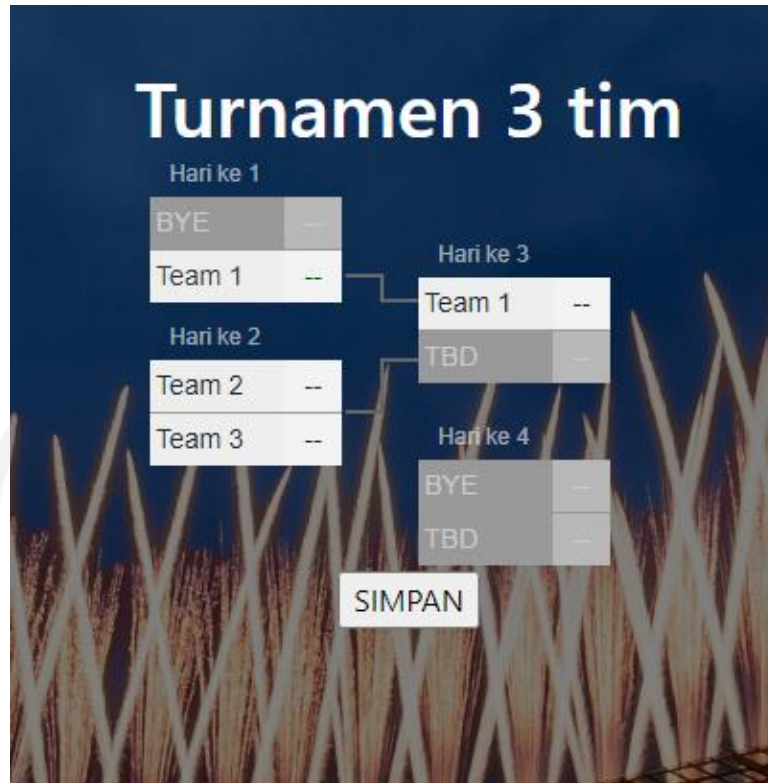 Turnamen 3 tim
Hari ke 1
BYE --
Team 1 --
Hari ke 2
Team 2 --
Team 3 --
Hari ke 3
Team 1 --
TBD --
Hari ke 4
BYE --
TBD --
SIMPAN